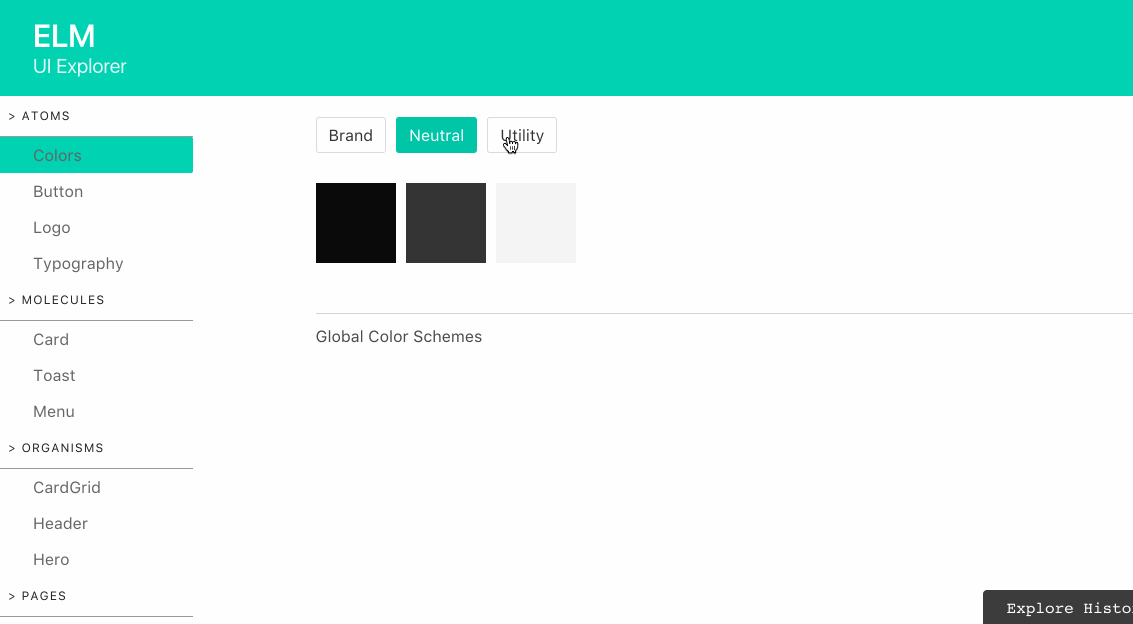 ELM
UI Explorer
> ATOMS
Colors
Button
Logo
Typography
> MOLECULES
Card
Toast
Menu
> ORGANISMS
CardGrid
Header
Hero
> PAGES
Brand Neutral Utility
Global Color Schemes
Explore Histo